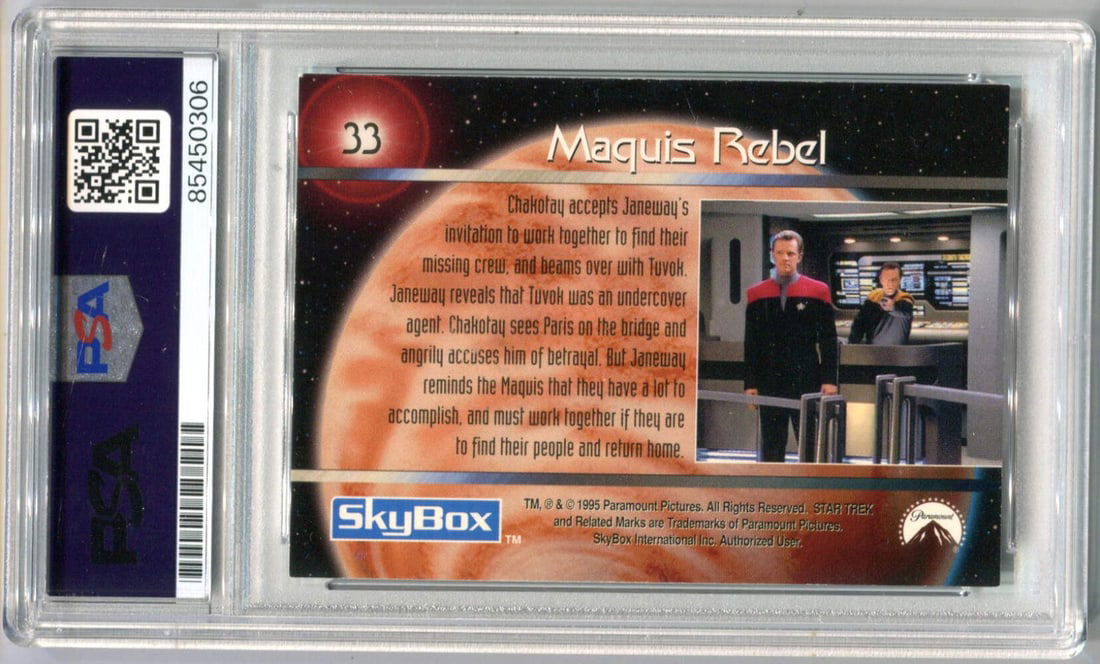 85450306
PSA
PSA
33
Maquis Rebel
Chakotay accepts Janeway's
invitation to work together to find their
missing crew, and beams over with Tuvok.
Janeway reveals that Tuvok was an undercover
agent. Chakotay sees Paris on the bridge and
angrily accuses him of betrayal. But Janeway
reminds the Maquis that they have a lot to
accomplish, and must work together if they are
to find their people and return home.
SkyBox™
TM, ® & © 1995 Paramount Pictures. All Rights Reserved. STAR TREK
and Related Marks are Trademarks of Paramount Pictures.
SkyBox International Inc. Authorized User.
Paramount®